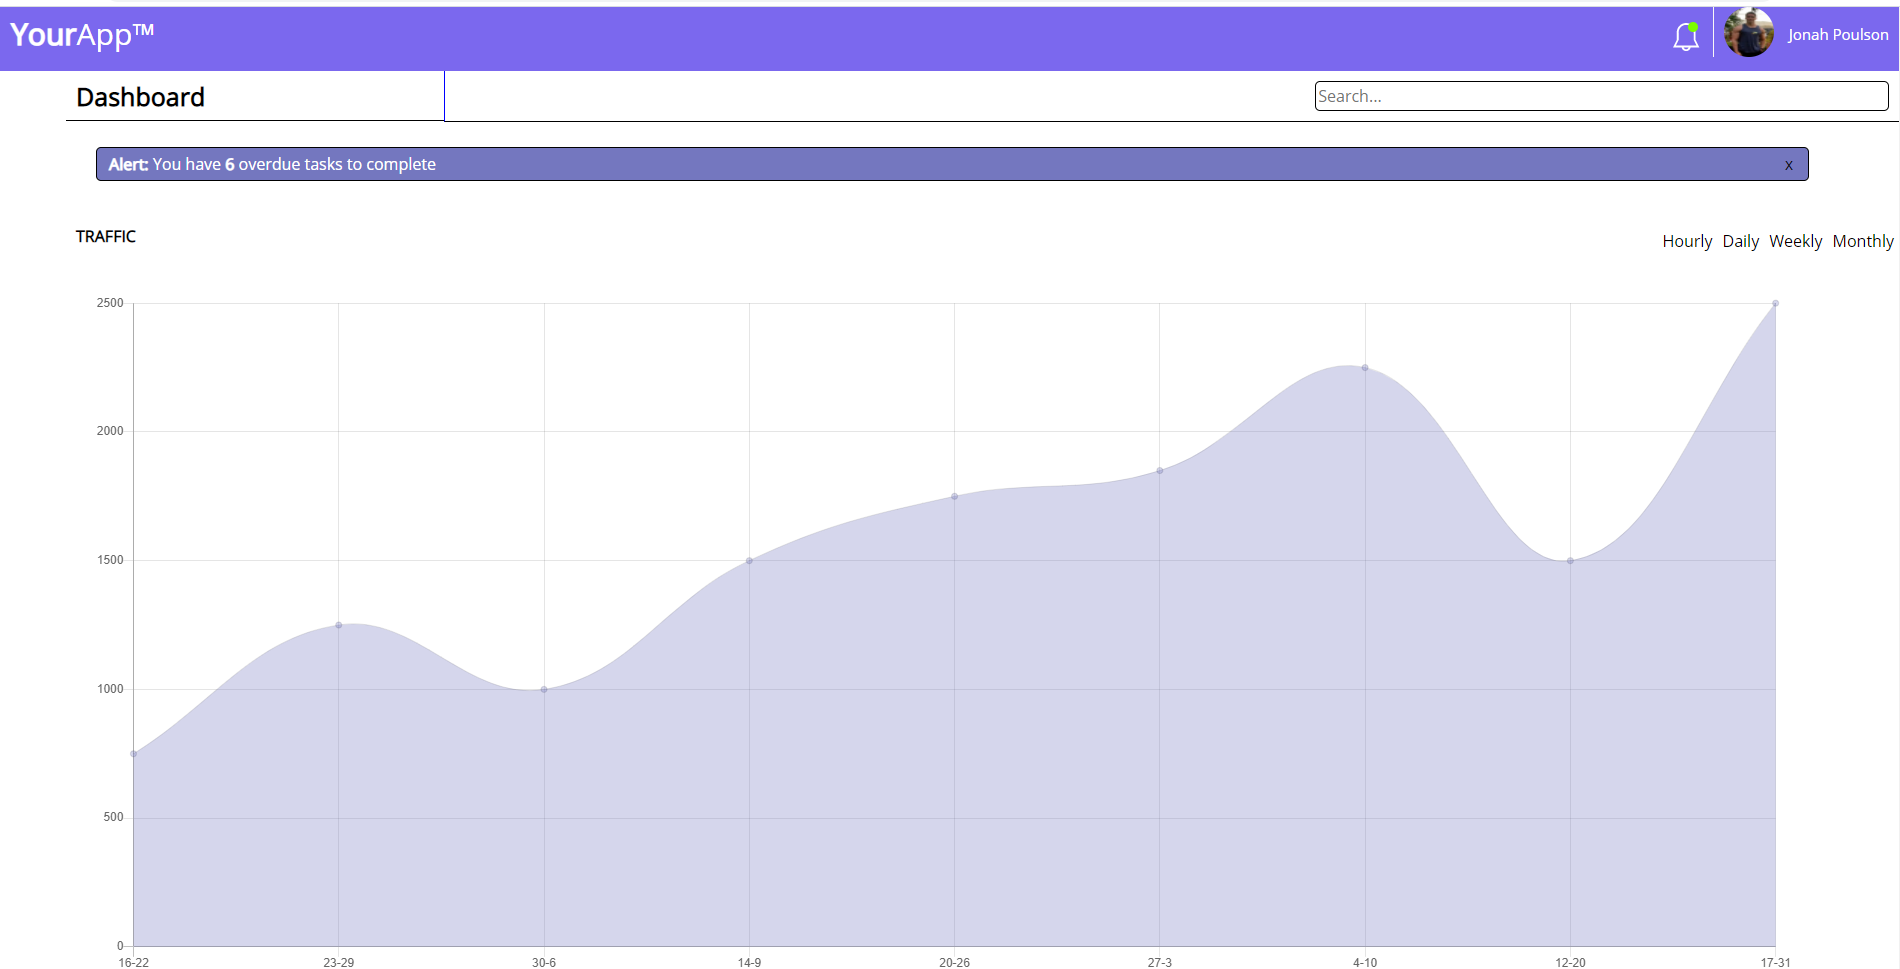 YourApp™
Jonah Poulson
Dashboard
Search...
Alert: You have 6 overdue tasks to complete
x
TRAFFIC
Hourly Daily Weekly Monthly
2500
2000
1500
1000
500
0
16-22 23-29 30-6 14-9 20-26 27-3 4-10 12-20 17-31